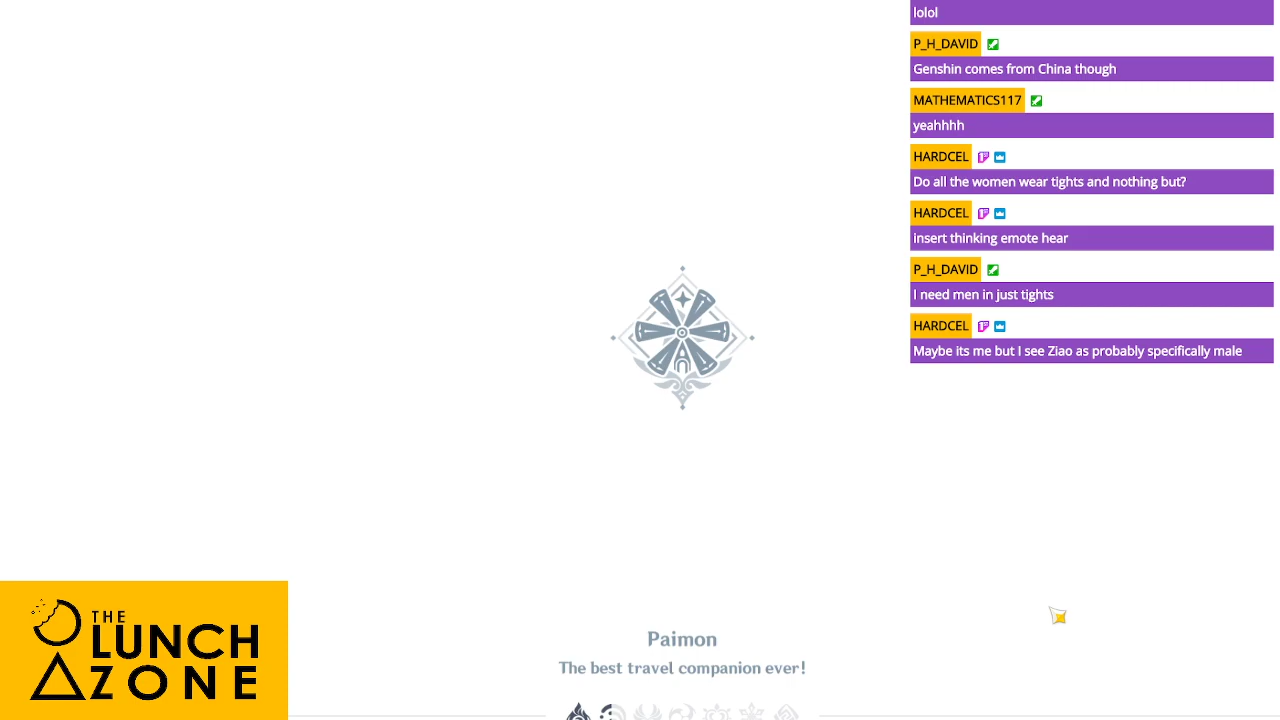 lolol
P_H_DAVID
Genshin comes from China though
MATHEMATICS117
yeahhhh
HARDCEL
Do all the women wear tights and nothing but?
HARDCEL
insert thinking emote hear
P_H_DAVID
I need men in just tights
HARDCEL
Maybe its me but I see Ziao as probably specifically male
THE
LUNCH
ZONE
Paimon
The best travel companion ever!